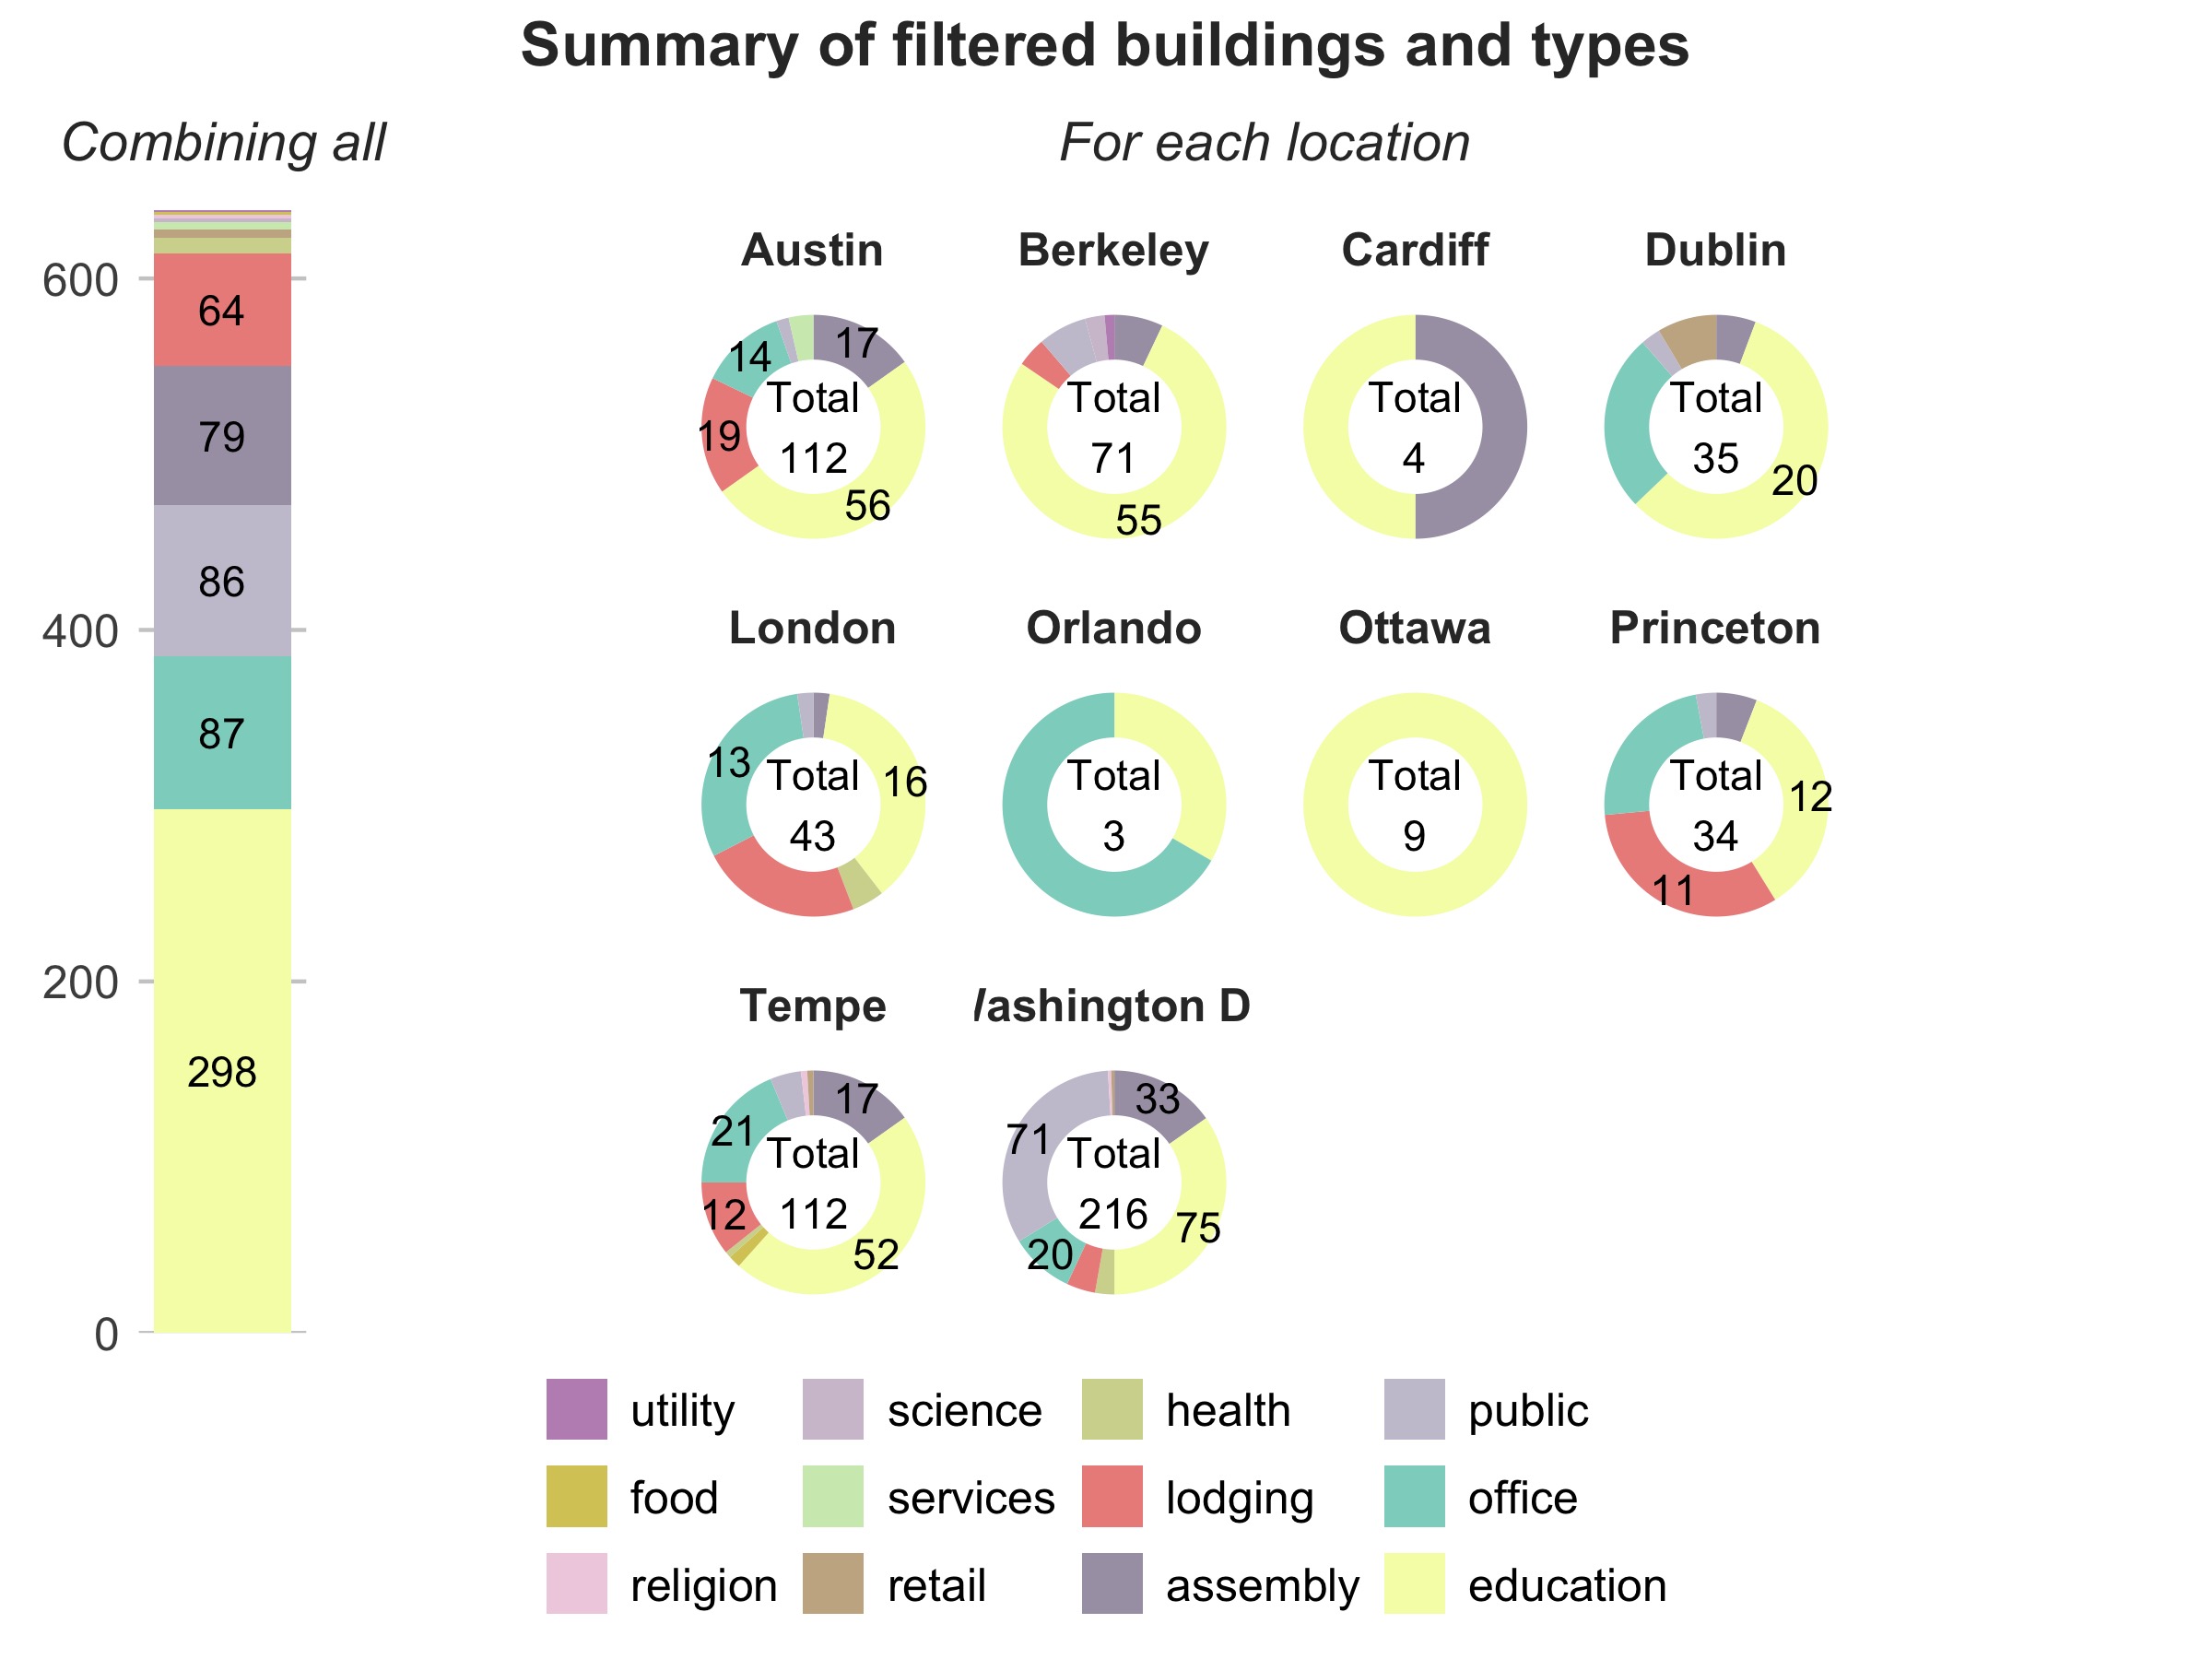 Summary of filtered buildings and types
Combining all
For each location
600
400
200
0
64
79
86
87
298
Austin
17
14
19
56
Total
112
Berkeley
55
Total
71
Cardiff
Total
4
Dublin
20
Total
35
London
13
16
Total
43
Orlando
Total
3
Ottawa
Total
9
Princeton
12
11
Total
34
Tempe
17
21
12
52
Total
112
ashington D
33
71
20
75
Total
216
utility
science
health
public
food
services
lodging
office
religion
retail
assembly
education